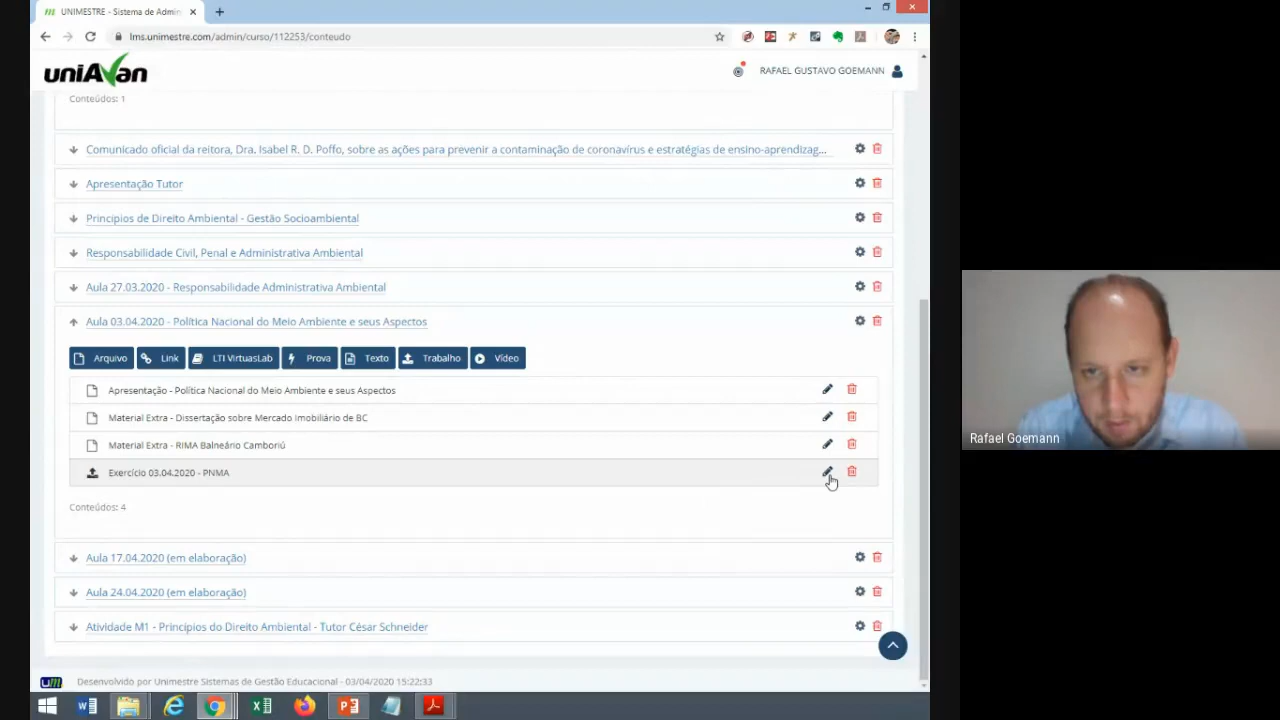 UNIMESTRE - Sistema de Admin
lms.unimestre.com/admin/curso/112253/conteudo
uniAvan
RAFAEL GUSTAVO GOEMANN
Conteúdos: 1
Comunicado oficial da reitora, Dra. Isabel R. D. Poffo, sobre as ações para prevenir a contaminação de coronavírus e estratégias de ensino-aprendizag...
Apresentação Tutor
Princípios de Direito Ambiental - Gestão Socioambiental
Responsabilidade Civil, Penal e Administrativa Ambiental
Aula 27.03.2020 - Responsabilidade Administrativa Ambiental
Aula 03.04.2020 - Política Nacional do Meio Ambiente e seus Aspectos
Arquivo Link LTI VirtuasLab Prova Texto Trabalho Vídeo
Apresentação - Política Nacional do Meio Ambiente e seus Aspectos
Material Extra - Dissertação sobre Mercado Imobiliário de BC
Material Extra - RIMA Balneário Camboriú
Exercício 03.04.2020 - PNMA
Rafael Goemann
Conteúdos: 4
Aula 17.04.2020 (em elaboração)
Aula 24.04.2020 (em elaboração)
Atividade M1 - Princípios do Direito Ambiental - Tutor César Schneider
um Desenvolvido por Unimestre Sistemas de Gestão Educacional - 03/04/2020 15:22:33